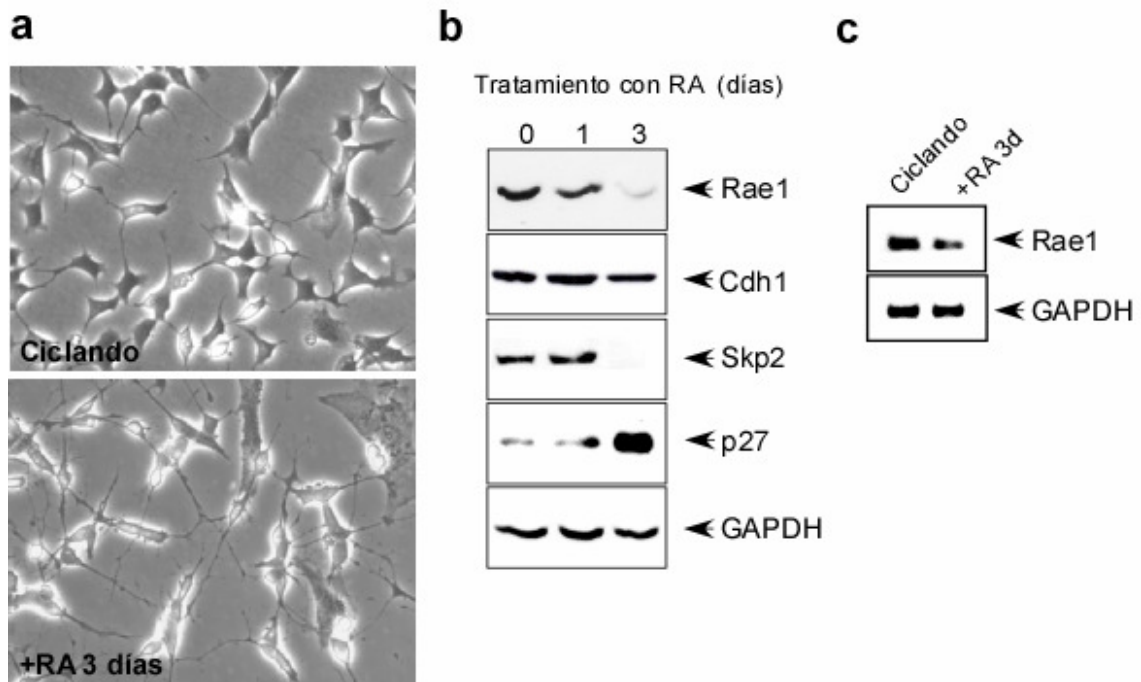 a
Ciclando
+RA 3 días
b
Tratamiento con RA (días)
0 1 3
Rae1
Cdh1
Skp2
p27
GAPDH
c
Ciclando
+RA 3d
Rae1
GAPDH